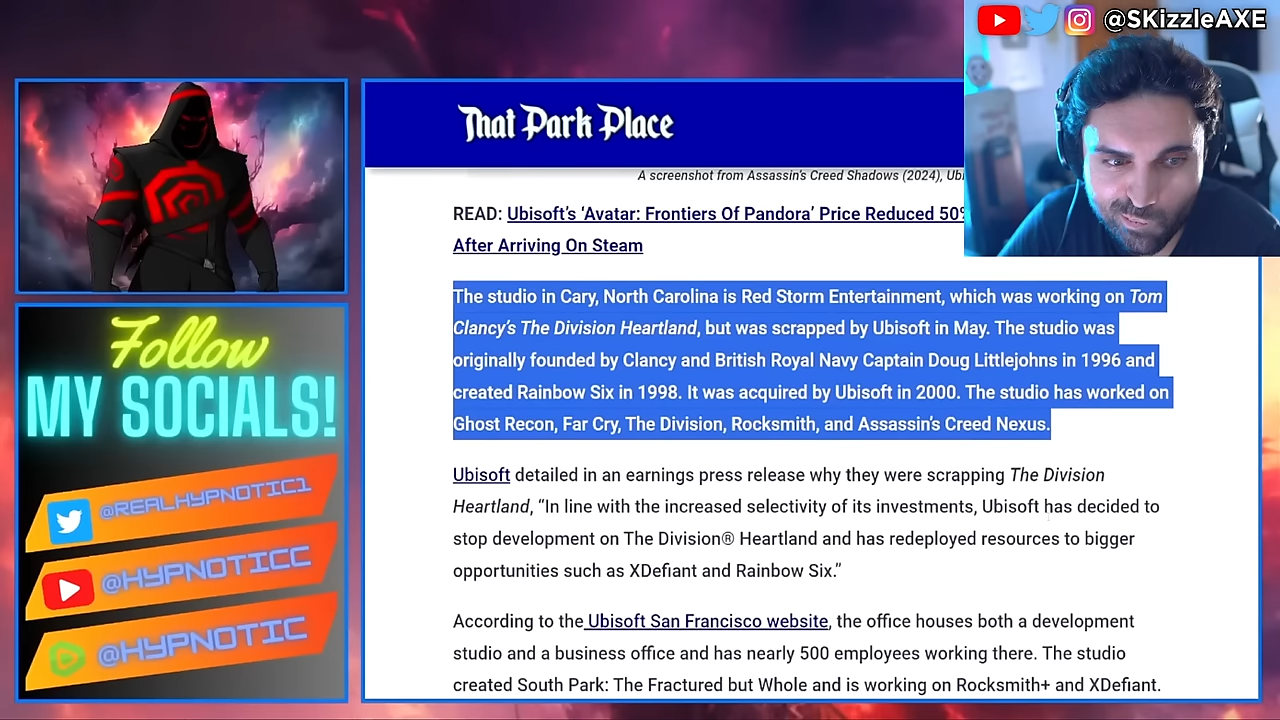 @SKizzleAXE
That Park Place
A screenshot from Assassin's Creed Shadows (2024), Ubi
READ: Ubisoft's 'Avatar: Frontiers Of Pandora' Price Reduced 50%
After Arriving On Steam
The studio in Cary, North Carolina is Red Storm Entertainment, which was working on Tom
Clancy's The Division Heartland, but was scrapped by Ubisoft in May. The studio was
originally founded by Clancy and British Royal Navy Captain Doug Littlejohns in 1996 and
created Rainbow Six in 1998. It was acquired by Ubisoft in 2000. The studio has worked on
Ghost Recon, Far Cry, The Division, Rocksmith, and Assassin's Creed Nexus.
Ubisoft detailed in an earnings press release why they were scrapping The Division
Heartland, “In line with the increased selectivity of its investments, Ubisoft has decided to
stop development on The Division® Heartland and has redeployed resources to bigger
opportunities such as XDefiant and Rainbow Six.”
According to the Ubisoft San Francisco website, the office houses both a development
studio and a business office and has nearly 500 employees working there. The studio
created South Park: The Fractured but Whole and is working on Rocksmith+ and XDefiant.
Follow
MY SOCIALS!
@REALHYPNOTIC1
@HYPNOTICC
@HYPNOTIC